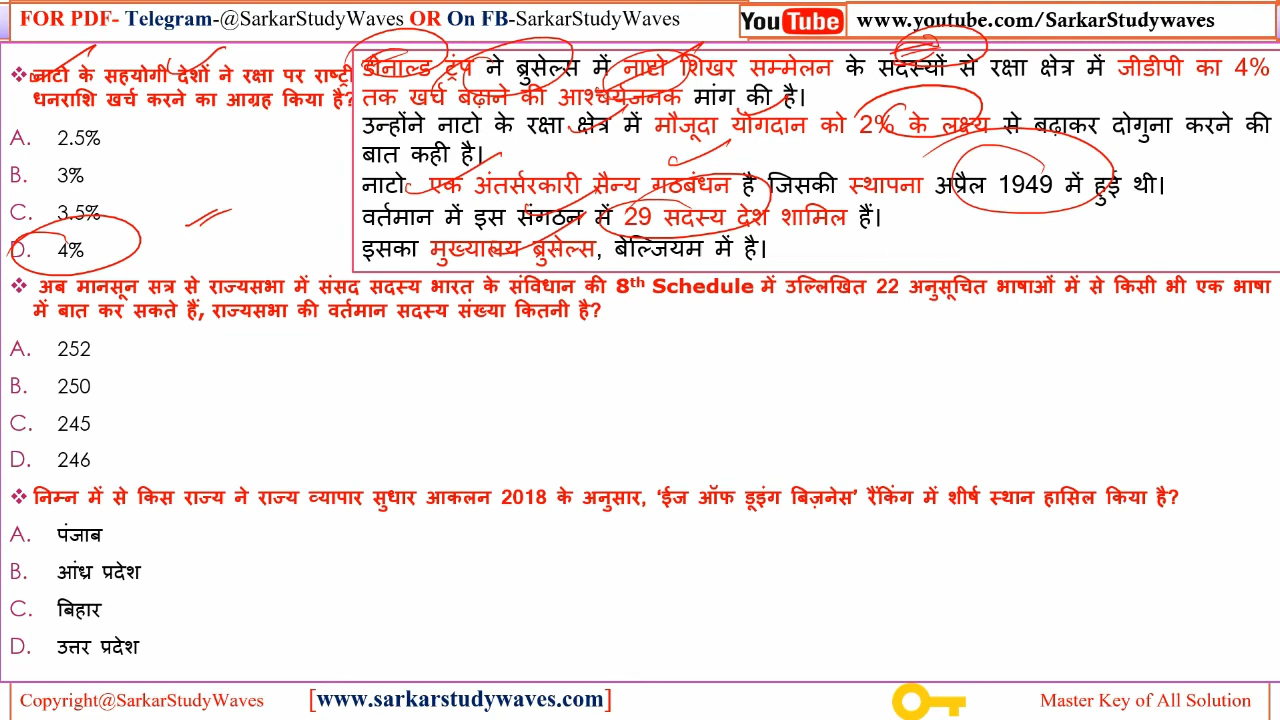 FOR PDF- Telegram-@SarkarStudyWaves OR On FB-SarkarStudyWaves
YouTube www.youtube.com/SarkarStudywaves
❖ नाटो के सहयोगी देशों ने रक्षा पर राष्ट्री
धनराशि खर्च करने का आग्रह किया है?
A. 2.5%
B. 3%
C. 3.5%
D. 4%
डोनाल्ड ट्रंप ने ब्रुसेल्स में नाटो शिखर सम्मेलन के सदस्यों से रक्षा क्षेत्र में जीडीपी का 4%
तक खर्च बढ़ाने की आश्चर्यजनक मांग की है।
उन्होंने नाटो के रक्षा क्षेत्र में मौजूदा योगदान को 2% के लक्ष्य से बढ़ाकर दोगुना करने की
बात कही है।
नाटो एक अंतर्सरकारी सैन्य गठबंधन है जिसकी स्थापना अप्रैल 1949 में हुई थी।
वर्तमान में इस संगठन में 29 सदस्य देश शामिल हैं।
इसका मुख्यालय ब्रुसेल्स, बेल्जियम में है।
❖ अब मानसून सत्र से राज्यसभा में संसद सदस्य भारत के संविधान की 8th Schedule में उल्लिखित 22 अनुसूचित भाषाओं में से किसी भी एक भाषा
में बात कर सकते हैं, राज्यसभा की वर्तमान सदस्य संख्या कितनी है?
A. 252
B. 250
C. 245
D. 246
❖ निम्न में से किस राज्य ने राज्य व्यापार सुधार आकलन 2018 के अनुसार, 'ईज ऑफ डूइंग बिज़नेस' रैंकिंग में शीर्ष स्थान हासिल किया है?
A. पंजाब
B. आंध्र प्रदेश
C. बिहार
D. उत्तर प्रदेश
Copyright@SarkarStudyWaves [www.sarkarstudywaves.com] Master Key of All Solution